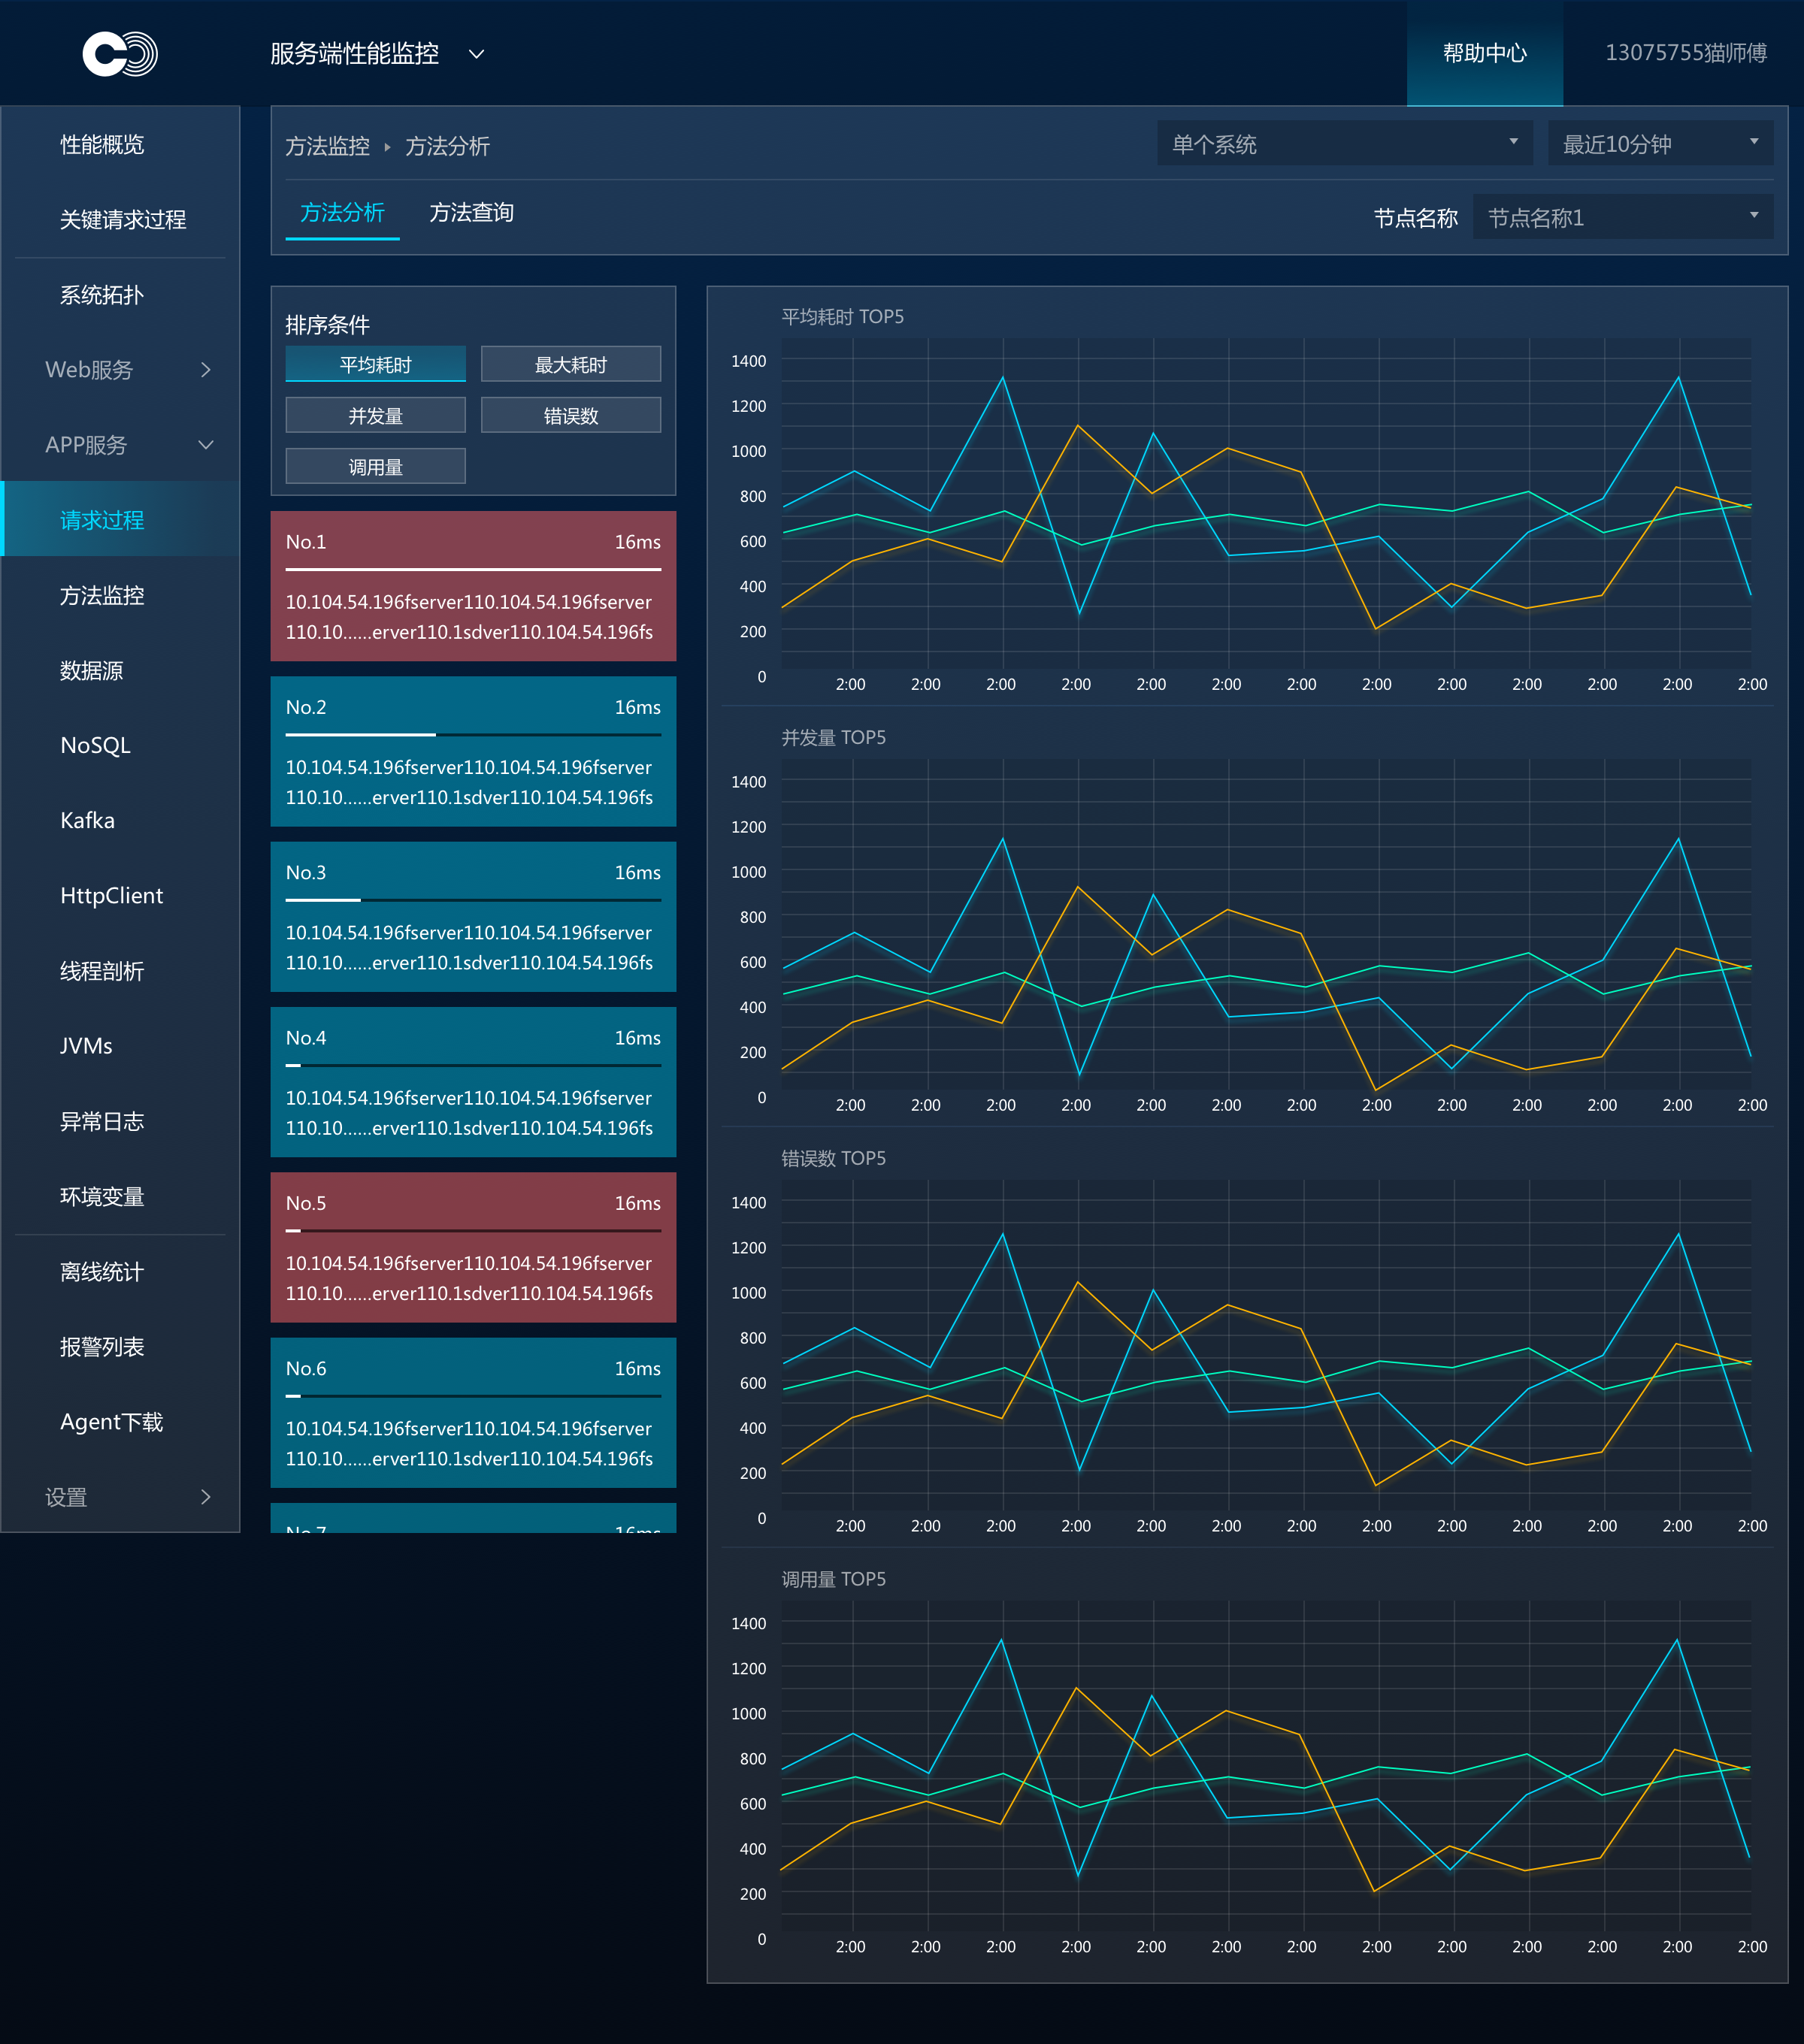 服务端性能监控
帮助中心
13075755猫师傅
性能概览
关键请求过程
系统拓扑
Web服务
APP服务
请求过程
方法监控
数据源
NoSQL
Kafka
HttpClient
线程剖析
JVMs
异常日志
环境变量
离线统计
报警列表
Agent下载
设置
方法监控 方法分析
单个系统
最近10分钟
方法分析 方法查询
节点名称 节点名称1
排序条件
平均耗时 最大耗时
并发量 错误数
调用量
No.1 16ms
10.104.54.196fserver110.104.54.196fserver
110.10......erver110.1sdver110.104.54.196fs
No.2 16ms
10.104.54.196fserver110.104.54.196fserver
110.10......erver110.1sdver110.104.54.196fs
No.3 16ms
10.104.54.196fserver110.104.54.196fserver
110.10......erver110.1sdver110.104.54.196fs
No.4 16ms
10.104.54.196fserver110.104.54.196fserver
110.10......erver110.1sdver110.104.54.196fs
No.5 16ms
10.104.54.196fserver110.104.54.196fserver
110.10......erver110.1sdver110.104.54.196fs
No.6 16ms
10.104.54.196fserver110.104.54.196fserver
110.10......erver110.1sdver110.104.54.196fs
No.7 16ms
平均耗时 TOP5
1400
1200
1000
800
600
400
200
0
2:00 2:00 2:00 2:00 2:00 2:00 2:00 2:00 2:00 2:00 2:00 2:00 2:00
并发量 TOP5
1400
1200
1000
800
600
400
200
0
2:00 2:00 2:00 2:00 2:00 2:00 2:00 2:00 2:00 2:00 2:00 2:00 2:00
错误数 TOP5
1400
1200
1000
800
600
400
200
0
2:00 2:00 2:00 2:00 2:00 2:00 2:00 2:00 2:00 2:00 2:00 2:00 2:00
调用量 TOP5
1400
1200
1000
800
600
400
200
0
2:00 2:00 2:00 2:00 2:00 2:00 2:00 2:00 2:00 2:00 2:00 2:00 2:00